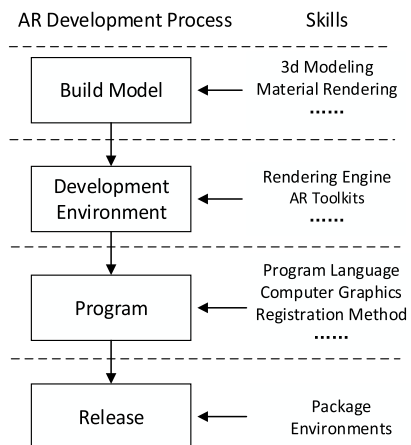 AR Development Process Skills
Build Model
3d Modeling
Material Rendering
......
Development
Environment
Rendering Engine
AR Toolkits
......
Program
Program Language
Computer Graphics
Registration Method
......
Release
Package
Environments